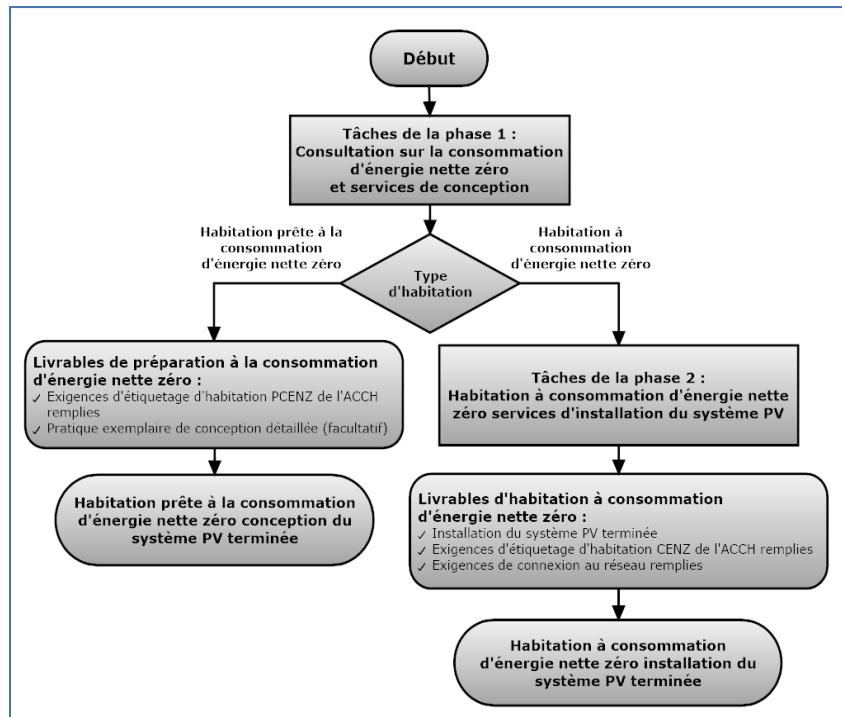 Début
Tâches de la phase 1 :
Consultation sur la consommation
d'énergie nette zéro
et services de conception
Habitation prête à la
consommation
d'énergie nette zéro
Habitation à
consommation
d'énergie nette zéro
Type
d'habitation
Livrables de préparation à la consommation
d'énergie nette zéro :
✓ Exigences d'étiquetage d'habitation PCENZ de l'ACCH
remplies
✓ Pratique exemplaire de conception détaillée (facultatif)
Habitation prête à la consommation
d'énergie nette zéro conception du
système PV terminée
Tâches de la phase 2 :
Habitation à consommation d'énergie nette
zéro services d'installation du système PV
Livrables d'habitation à consommation
d'énergie nette zéro :
✓ Installation du système PV terminée
✓ Exigences d'étiquetage d'habitation CENZ de l'ACCH remplies
✓ Exigences de connexion au réseau remplies
Habitation à consommation
d'énergie nette zéro installation du
système PV terminée